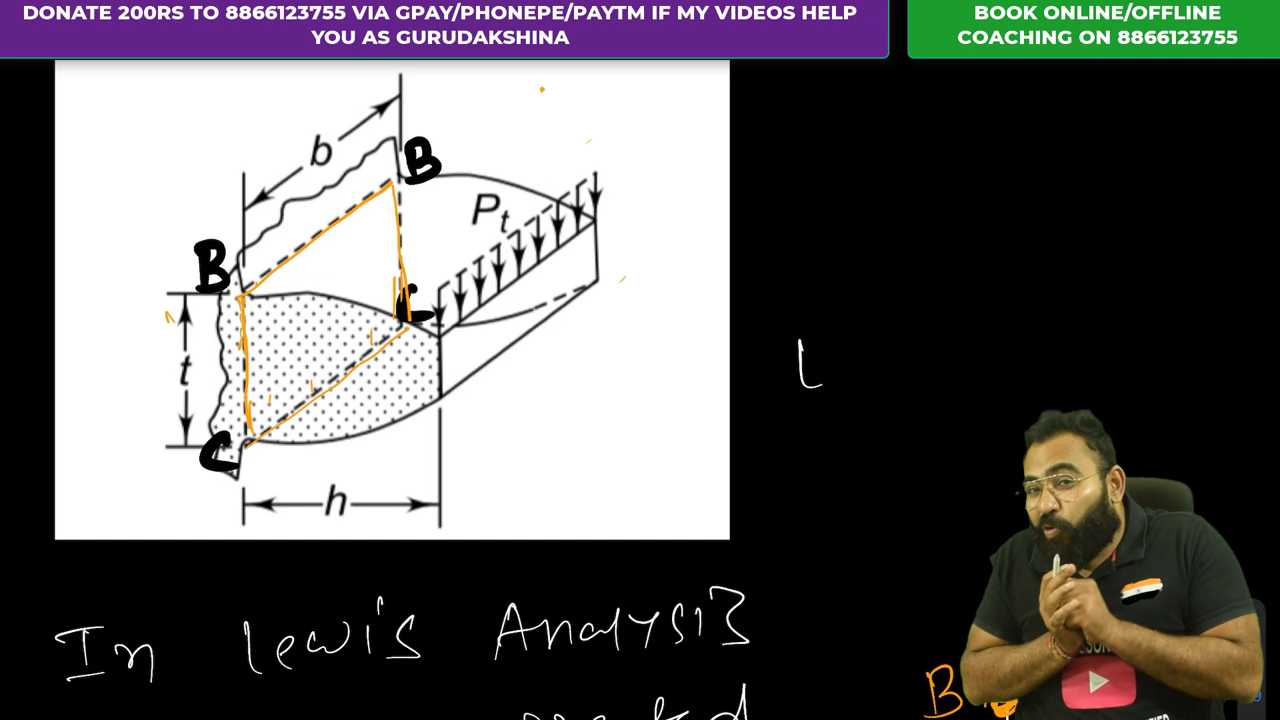 DONATE 200RS TO 8866123755 VIA GPAY/PHONEPE/PAYTM IF MY VIDEOS HELP
YOU AS GURUDAKSHINA
BOOK ONLINE/OFFLINE
COACHING ON 8866123755
b
B
Pt
B
C
t
C
h
In lewis Analysis
B